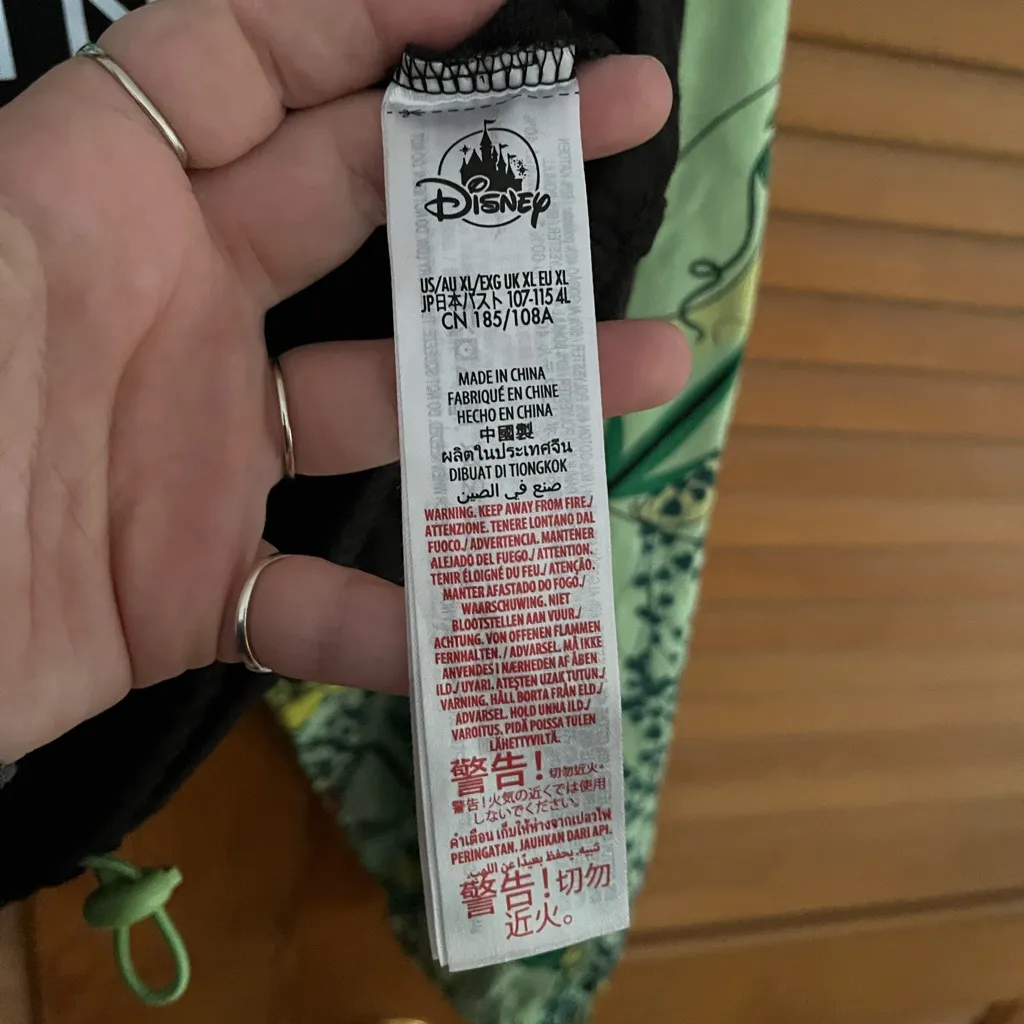 Disney
US/AU XL/EXG UK XL EU XL
JP日本バスト 107-115 4L
CN 185/108A
MADE IN CHINA
FABRIQUÉ EN CHINE
HECHO EN CHINA
中國製
ผลิตในประเทศจีน
DIBUAT DI TIONGKOK
صنع في الصين
WARNING. KEEP AWAY FROM FIRE./
ATTENZIONE. TENERE LONTANO DAL
FUOCO./ ADVERTENCIA. MANTENER
ALEJADO DEL FUEGO./ ATTENTION.
TENIR ÉLOIGNÉ DU FEU./ ATENÇÃO.
MANTER AFASTADO DO FOGO./
WAARSCHUWING. NIET
BLOOTSTELLEN AAN VUUR./
ACHTUNG. VON OFFENEN FLAMMEN
FERNHALTEN. / ADVARSEL. MÅ IKKE
ANVENDES I NÆRHEDEN AF ÅBEN
ILD./ UYARI. ATEŞTEN UZAK TUTUN./
VARNING. HÅLL BORTA FRÅN ELD./
ADVARSEL. HOLD UNNA ILD./
VAROITUS. PIDÄ POISSA TULEN
LÄHETTYVILTÄ.
警告！切勿近火。
警告！火気の近くでは使用
しないでください。
คำเตือน เก็บให้ห่างจากเปลวไฟ
PERINGATAN. JAUHKAN DARI API.
تنبيه. يحفظ بعيدًا عن اللهب.
警告！切勿
近火。